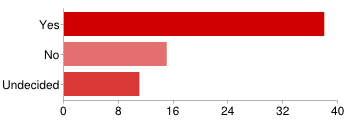 Yes
No
Undecided
0 8 16 24 32 40